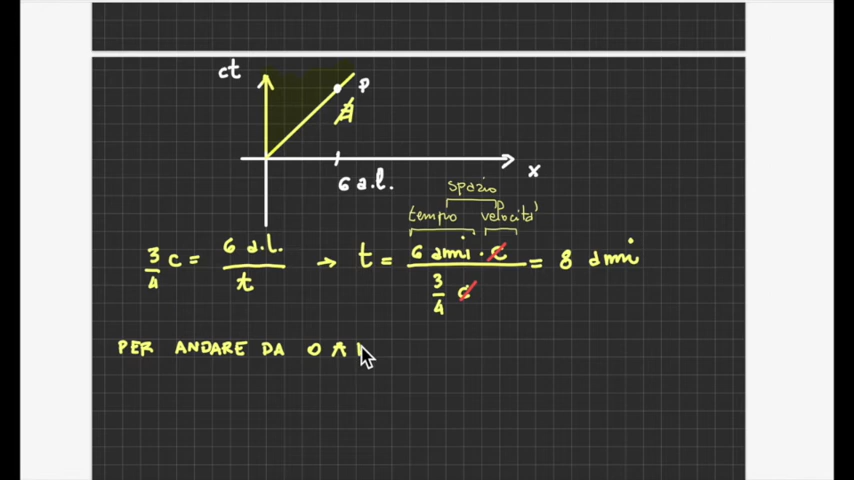 ct
P
A
6 a.l.
x
spazio
tempo velocità
3/4 c = 6 a.l./t → t = 6 anni · c / 3/4 c = 8 anni
PER ANDARE DA O A